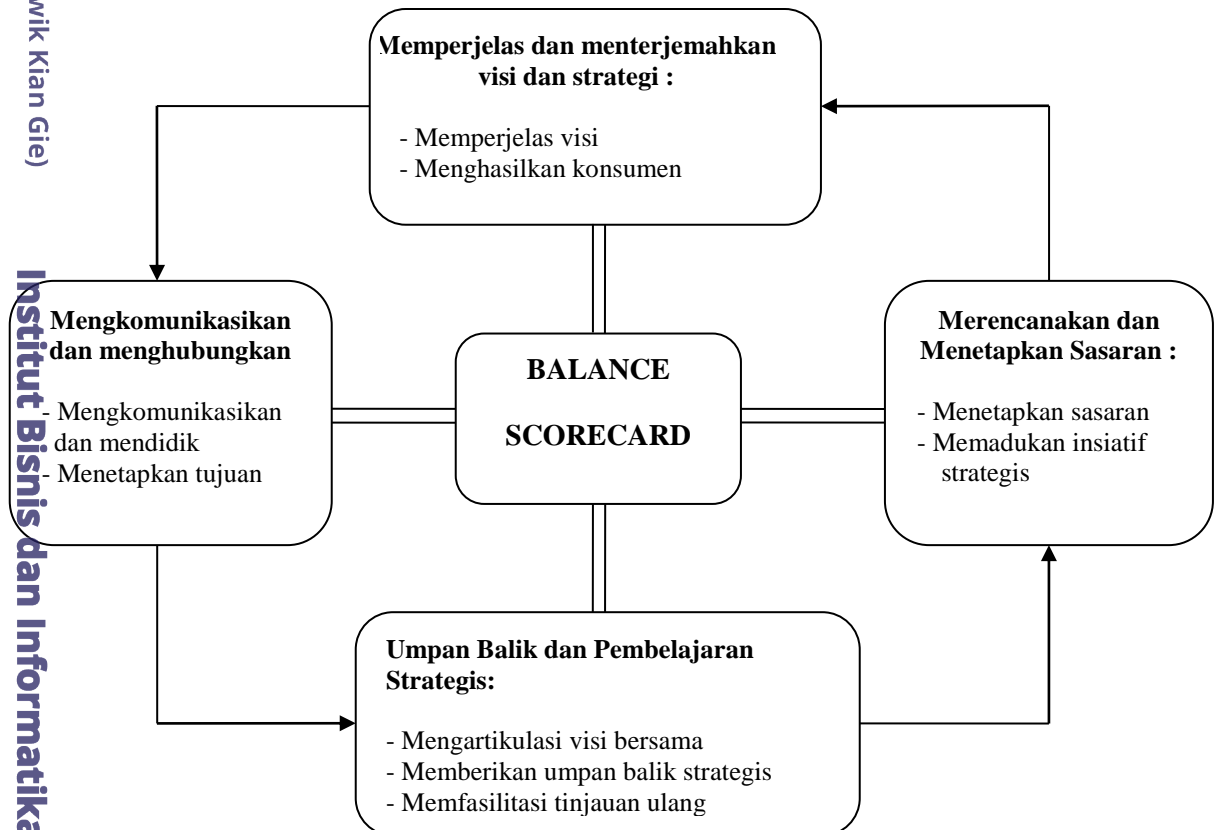 Memperjelas dan menterjemahkan
visi dan strategi :
- Memperjelas visi
- Menghasilkan konsumen
Mengkomunikasikan
dan menghubungkan
- Mengkomunikasikan
dan mendidik
- Menetapkan tujuan
BALANCE
SCORECARD
Merencanakan dan
Menetapkan Sasaran :
- Menetapkan sasaran
- Memadukan insiatif
strategis
Umpan Balik dan Pembelajaran
Strategis:
- Mengartikulasi visi bersama
- Memberikan umpan balik strategis
- Memfasilitasi tinjauan ulang
wik Kian Gie)
Institut Bisnis dan Informatika